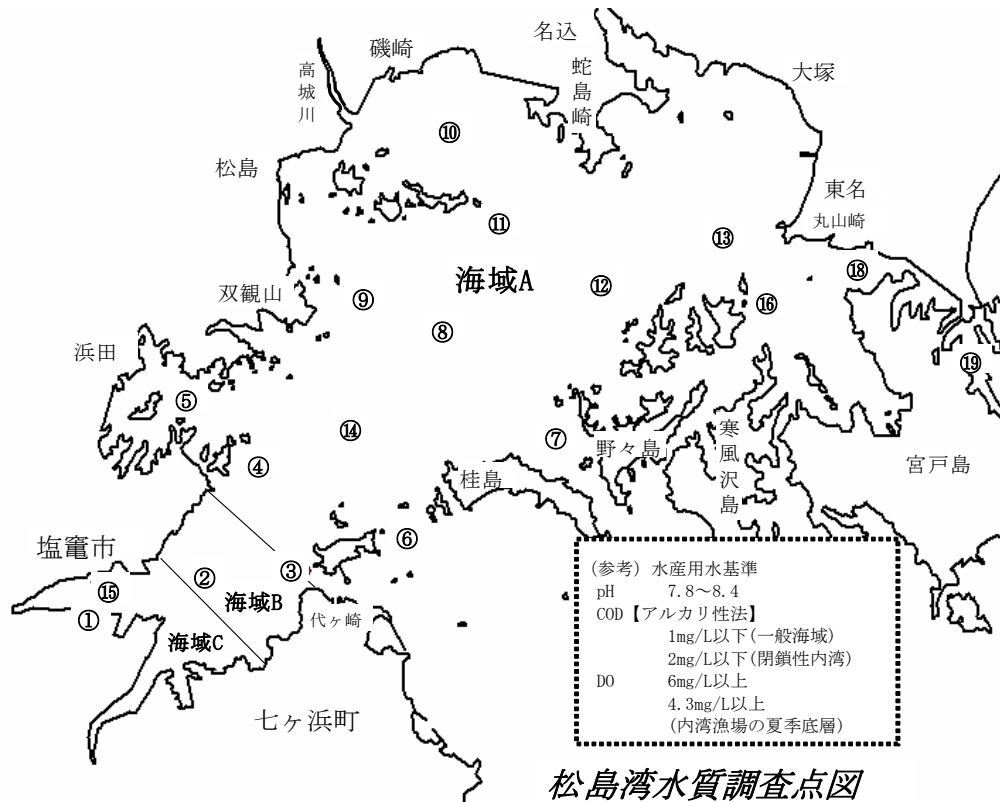 名込
磯崎
高城川
蛇島崎
大塚
⑩
松島
東名
丸山崎
⑪
⑬
⑱
海域A
⑫
双観山
⑨
⑯
⑧
浜田
⑲
⑤
⑭
⑦
野々島
寒風沢島
④
宮戸島
桂島
塩竈市
⑥
③
②
⑮
海域B
①
代ヶ崎
海域C
七ヶ浜町
(参考) 水産用水基準
pH 7.8～8.4
COD【アルカリ性法】
1mg/L以下(一般海域)
2mg/L以下(閉鎖性内湾)
DO 6mg/L以上
4.3mg/L以上
(内湾漁場の夏季底層)
松島湾水質調査点図